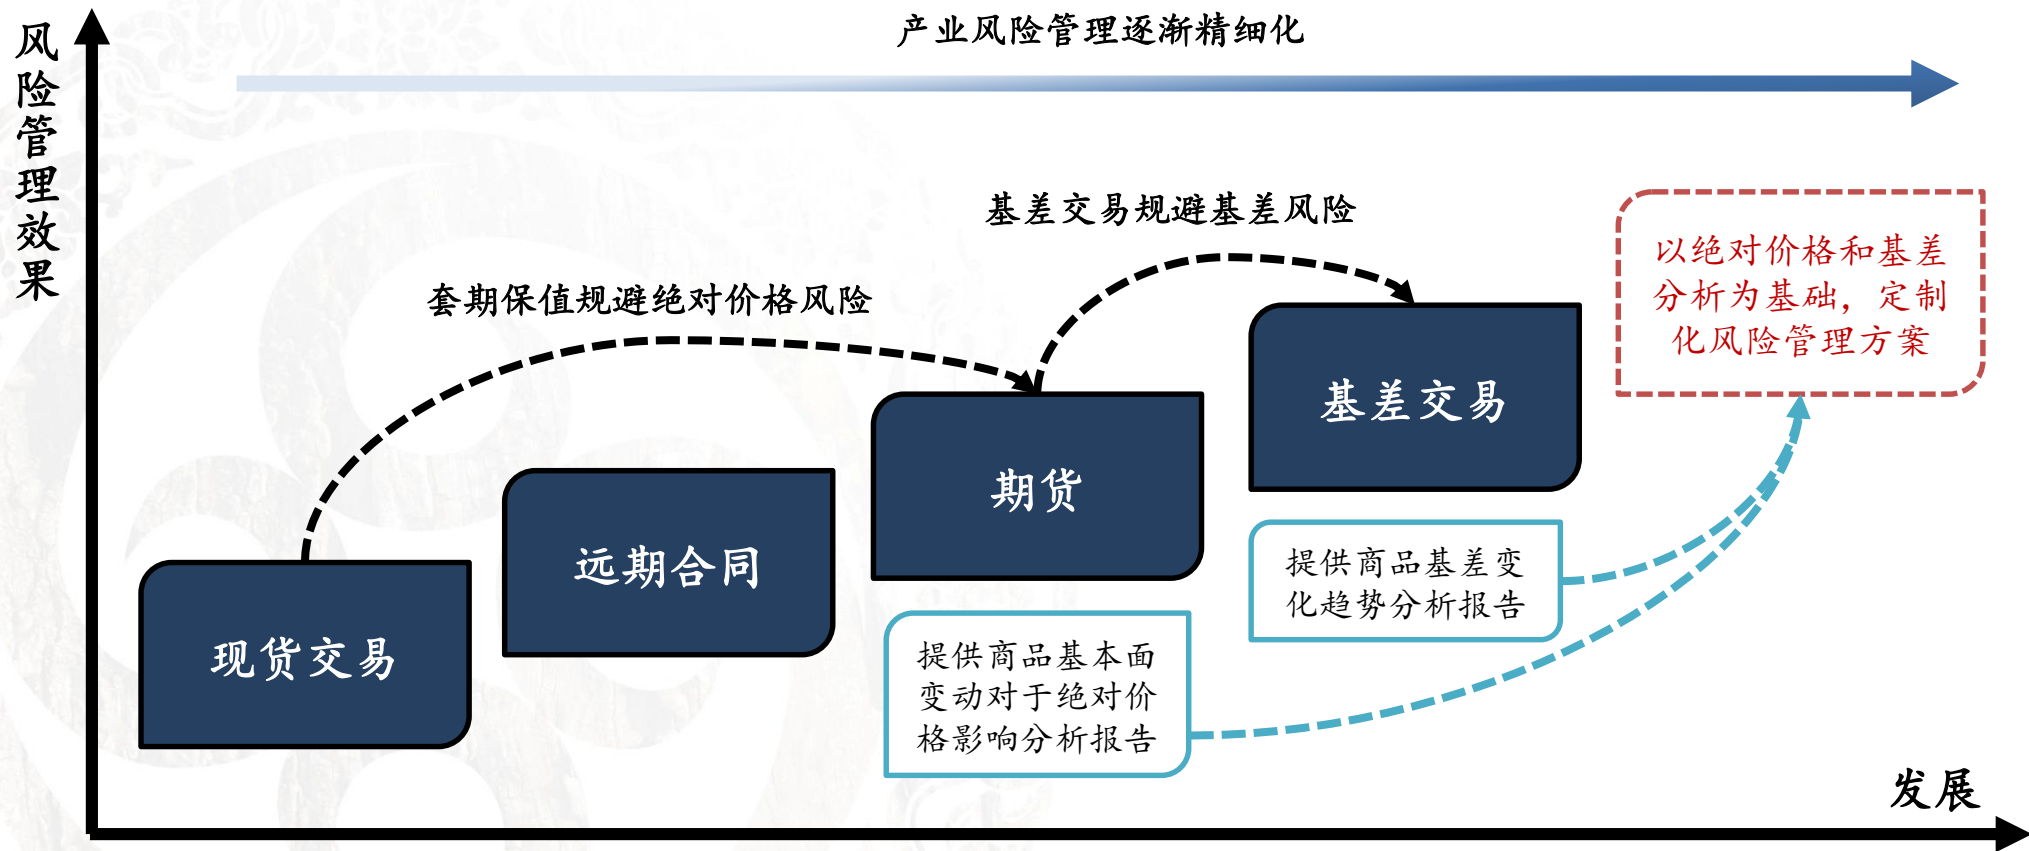 风险管理效果
产业风险管理逐渐精细化
基差交易规避基差风险
套期保值规避绝对价格风险
以绝对价格和基差
分析为基础，定制
化风险管理方案
基差交易
期货
远期合同
现货交易
提供商品基差变
化趋势分析报告
提供商品基本面
变动对于绝对价
格影响分析报告
发展